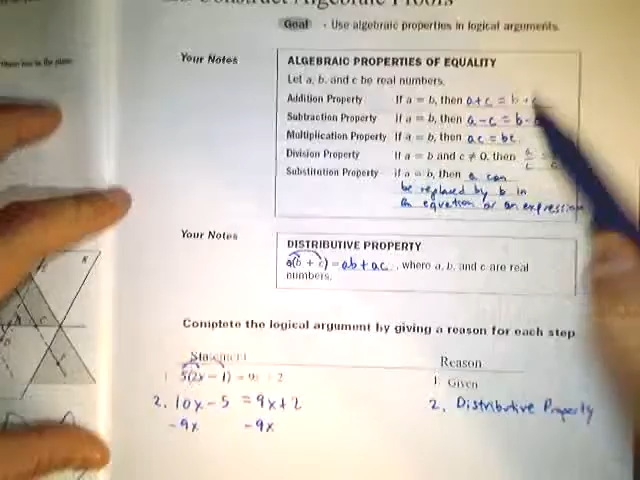 Construct Algebraic Proofs
Goal · Use algebraic properties in logical arguments.
Your Notes
ALGEBRAIC PROPERTIES OF EQUALITY
Let a, b, and c be real numbers.
Addition Property If a = b, then a+c = b+c
Subtraction Property If a = b, then a-c = b-
Multiplication Property If a = b, then ac = bc.
Division Property If a = b and c ≠ 0, then a/c
Substitution Property If a = b, then a can
be replaced by b in
an equation or an expression
Your Notes
DISTRIBUTIVE PROPERTY
a(b + c) = ab+ac, where a, b, and c are real
numbers.
Complete the logical argument by giving a reason for each step
Statement Reason
1 5(2x - 1) = 9x + 2 1. Given
2. 10x-5 = 9x+2 2. Distributive Property
-9x -9x